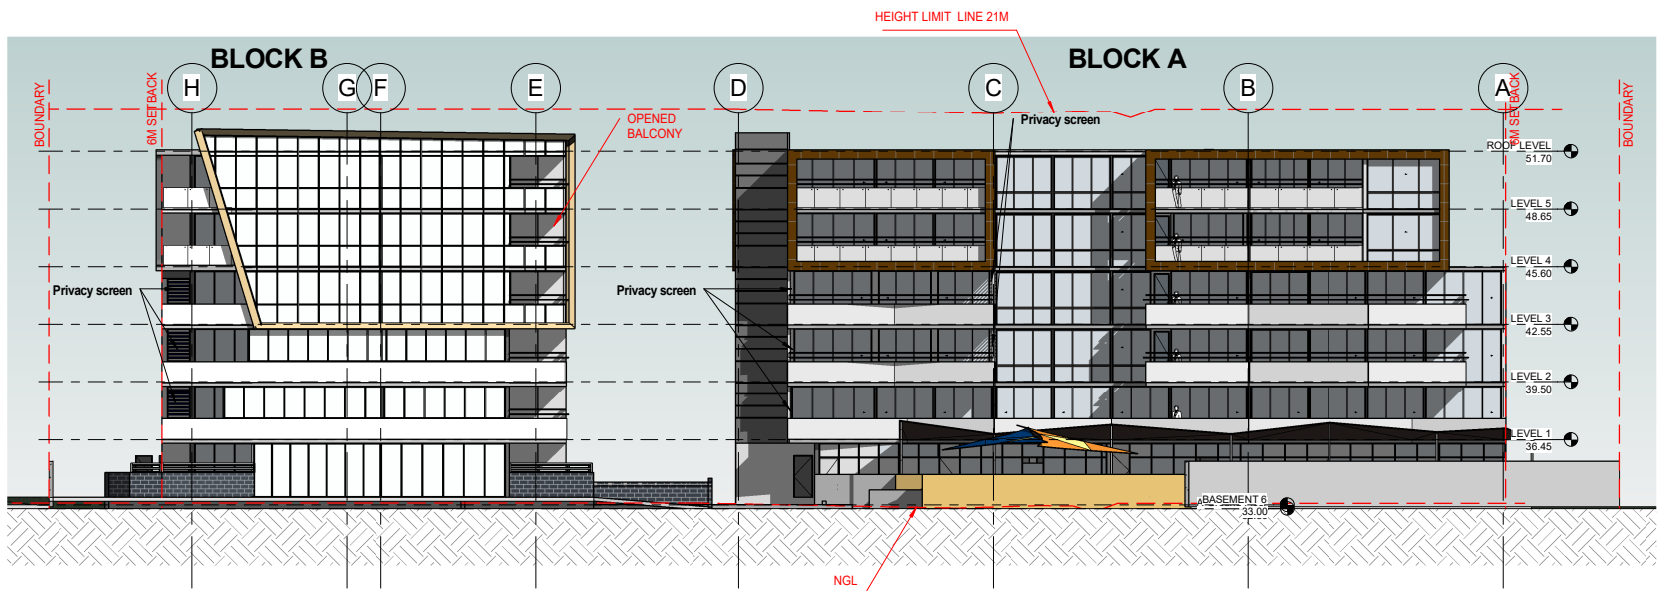 HEIGHT LIMIT LINE 21M
BLOCK B
BLOCK A
H
G
F
E
D
C
B
A
BOUNDARY
6M SETBACK
OPENED
BALCONY
Privacy screen
6M SETBACK
BOUNDARY
ROOF LEVEL
51.70
LEVEL 5
48.65
LEVEL 4
45.60
Privacy screen
Privacy screen
LEVEL 3
42.55
LEVEL 2
39.50
LEVEL 1
36.45
BASEMENT 6
33.00
NGL